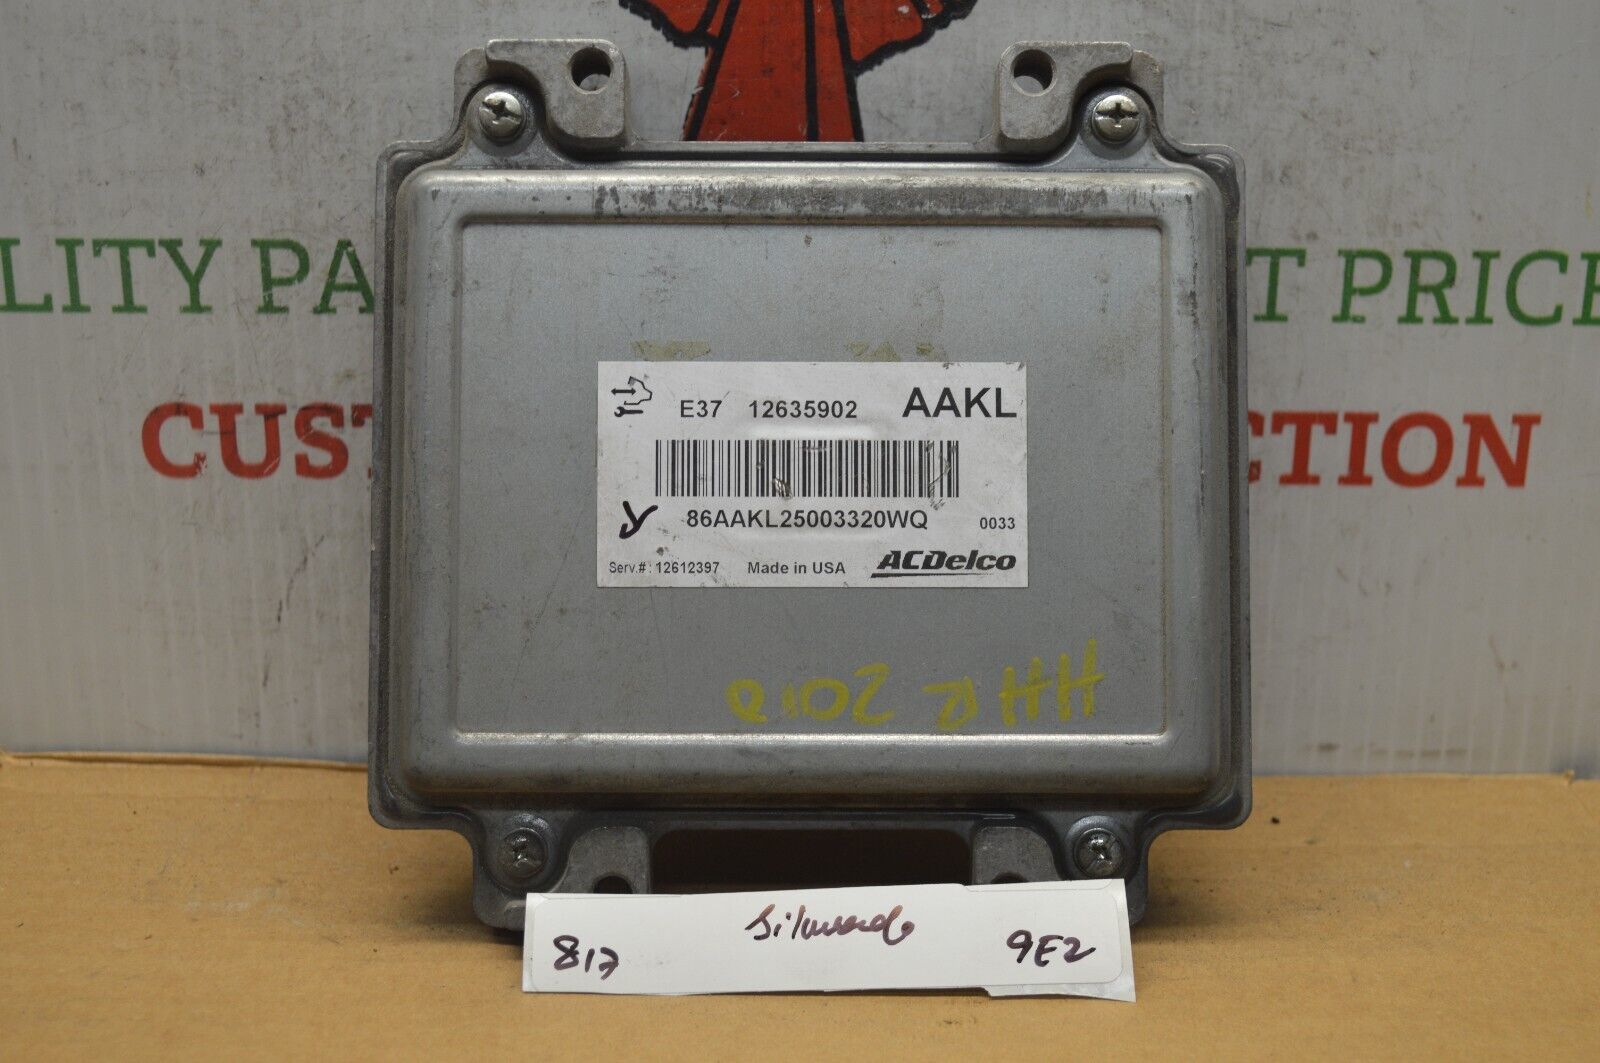 LITY PA T PRICE
CUST CTION
E37 12635902 AAKL
86AAKL25003320WQ 0033
Serv.#: 12612397 Made in USA ACDelco
HHR 2010
Silverado
817 9E2